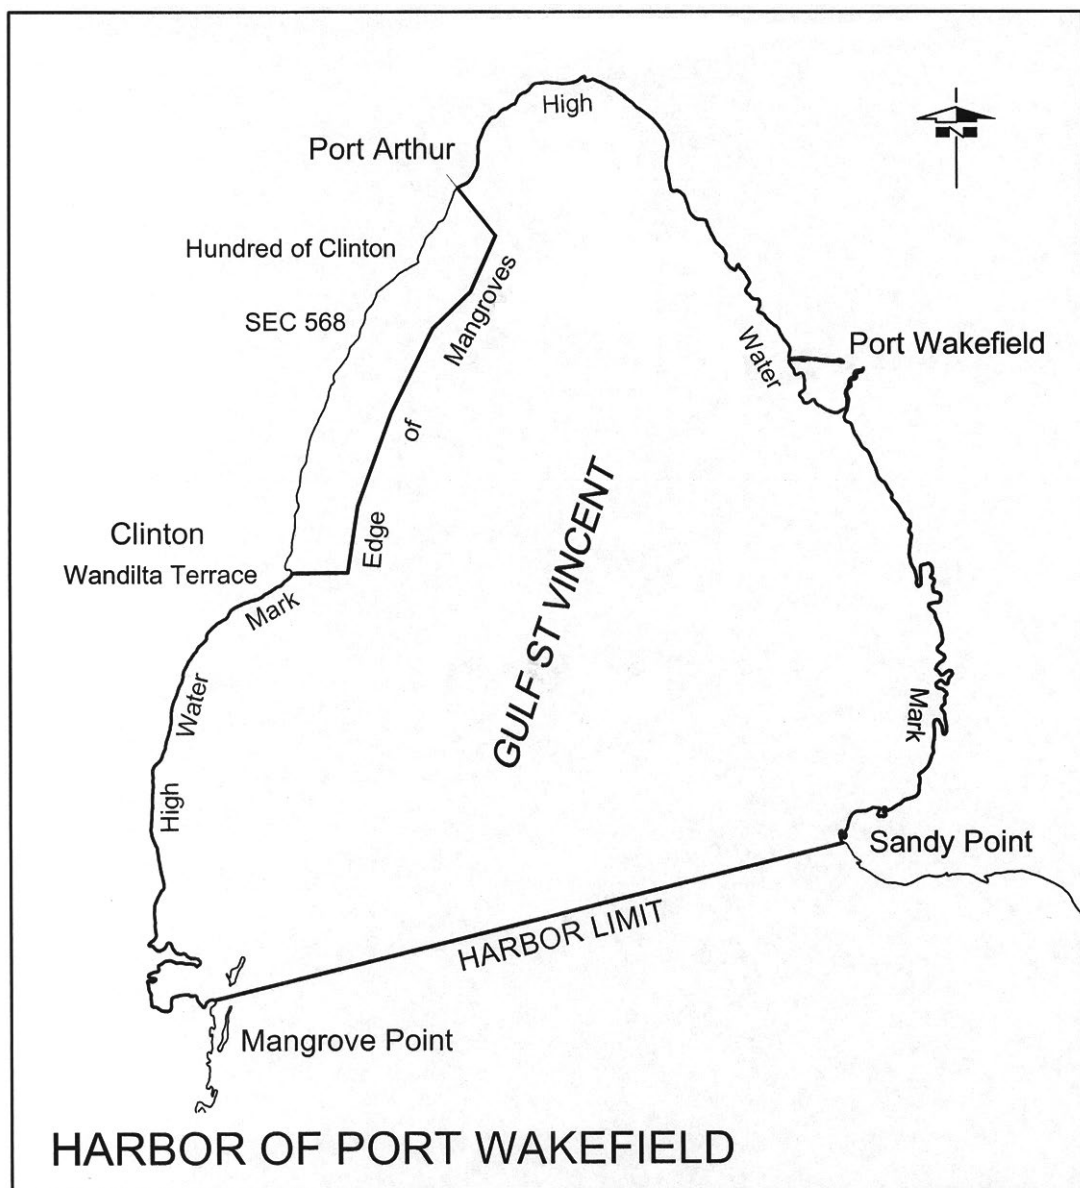 High
N
Port Arthur
Hundred of Clinton
SEC 568
Mangroves
of
Edge
Water
Port Wakefield
GULF ST VINCENT
Clinton
Wandilta Terrace
Mark
Water
High
Mark
Sandy Point
HARBOR LIMIT
Mangrove Point
HARBOR OF PORT WAKEFIELD